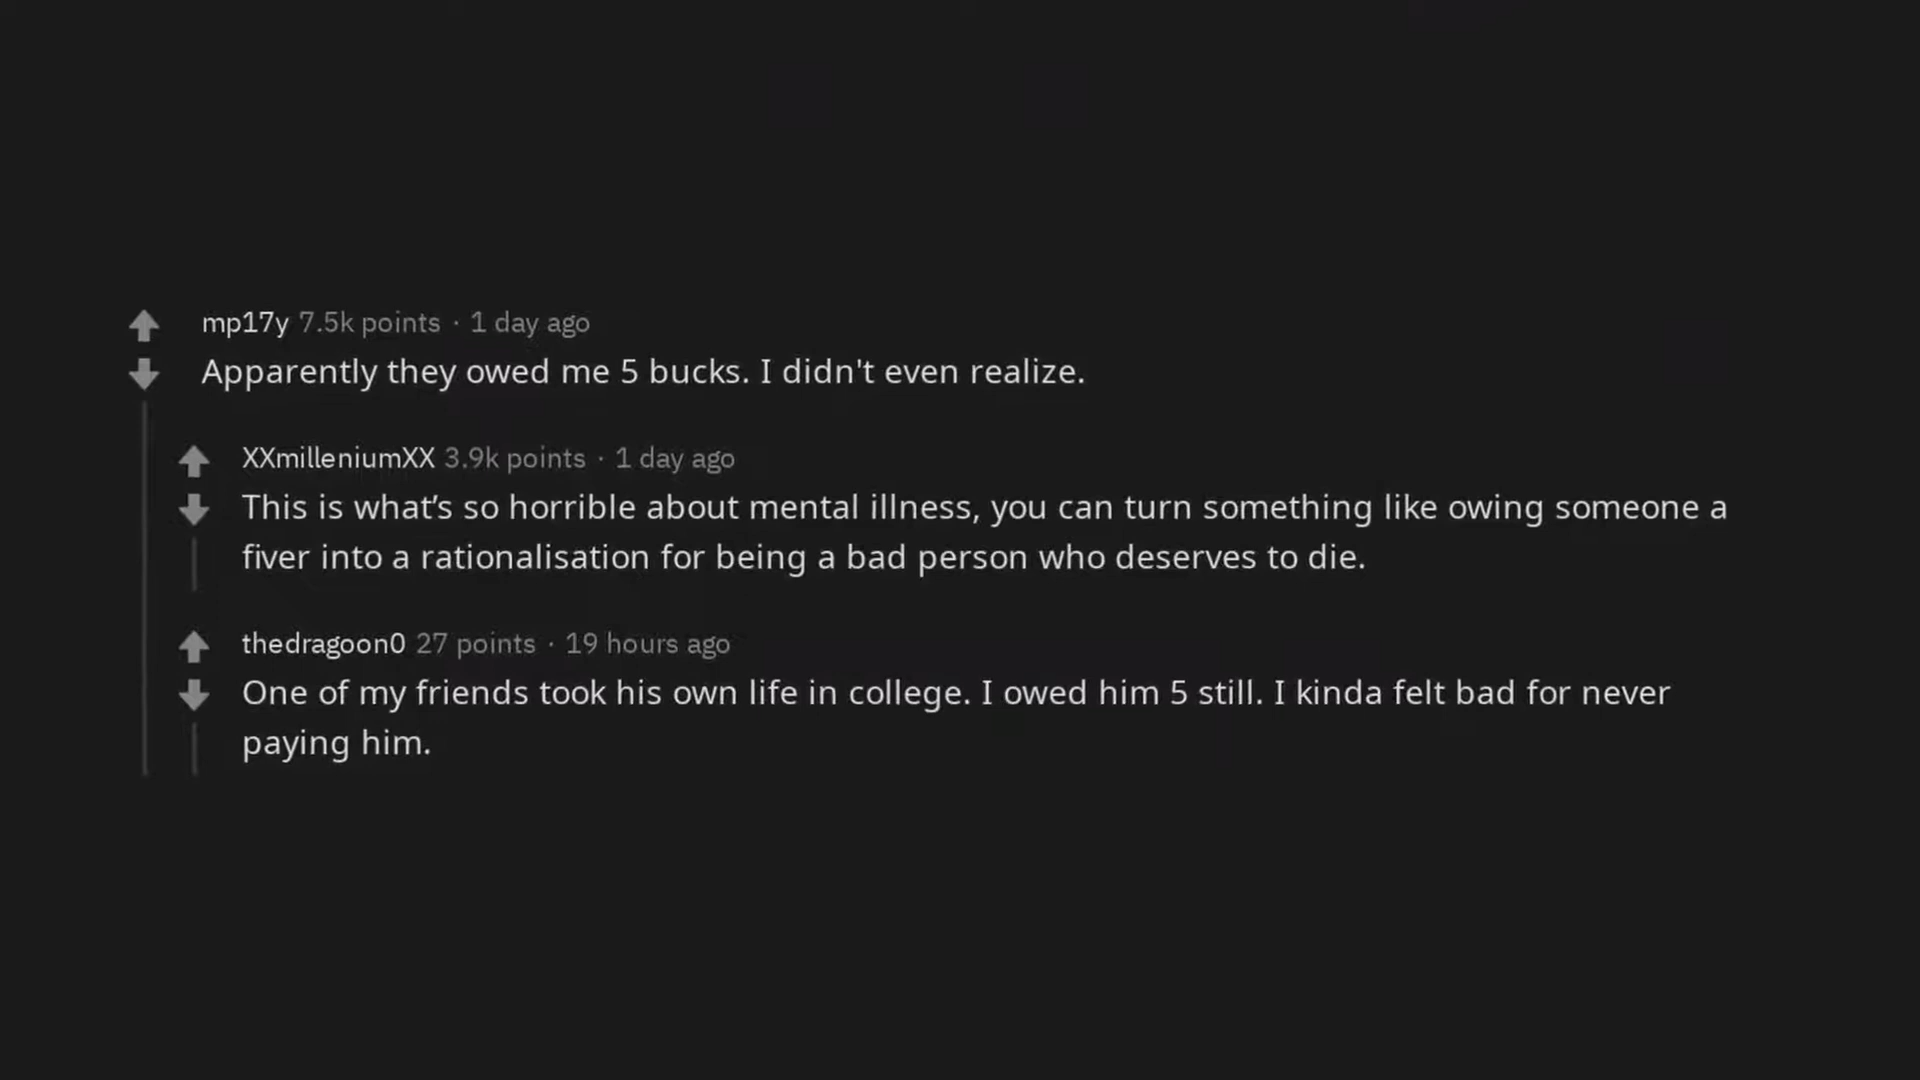 mp17y 7.5k points · 1 day ago
Apparently they owed me 5 bucks. I didn't even realize.
XXmilleniumXX 3.9k points · 1 day ago
This is what’s so horrible about mental illness, you can turn something like owing someone a
fiver into a rationalisation for being a bad person who deserves to die.
thedragoon0 27 points · 19 hours ago
One of my friends took his own life in college. I owed him 5 still. I kinda felt bad for never
paying him.